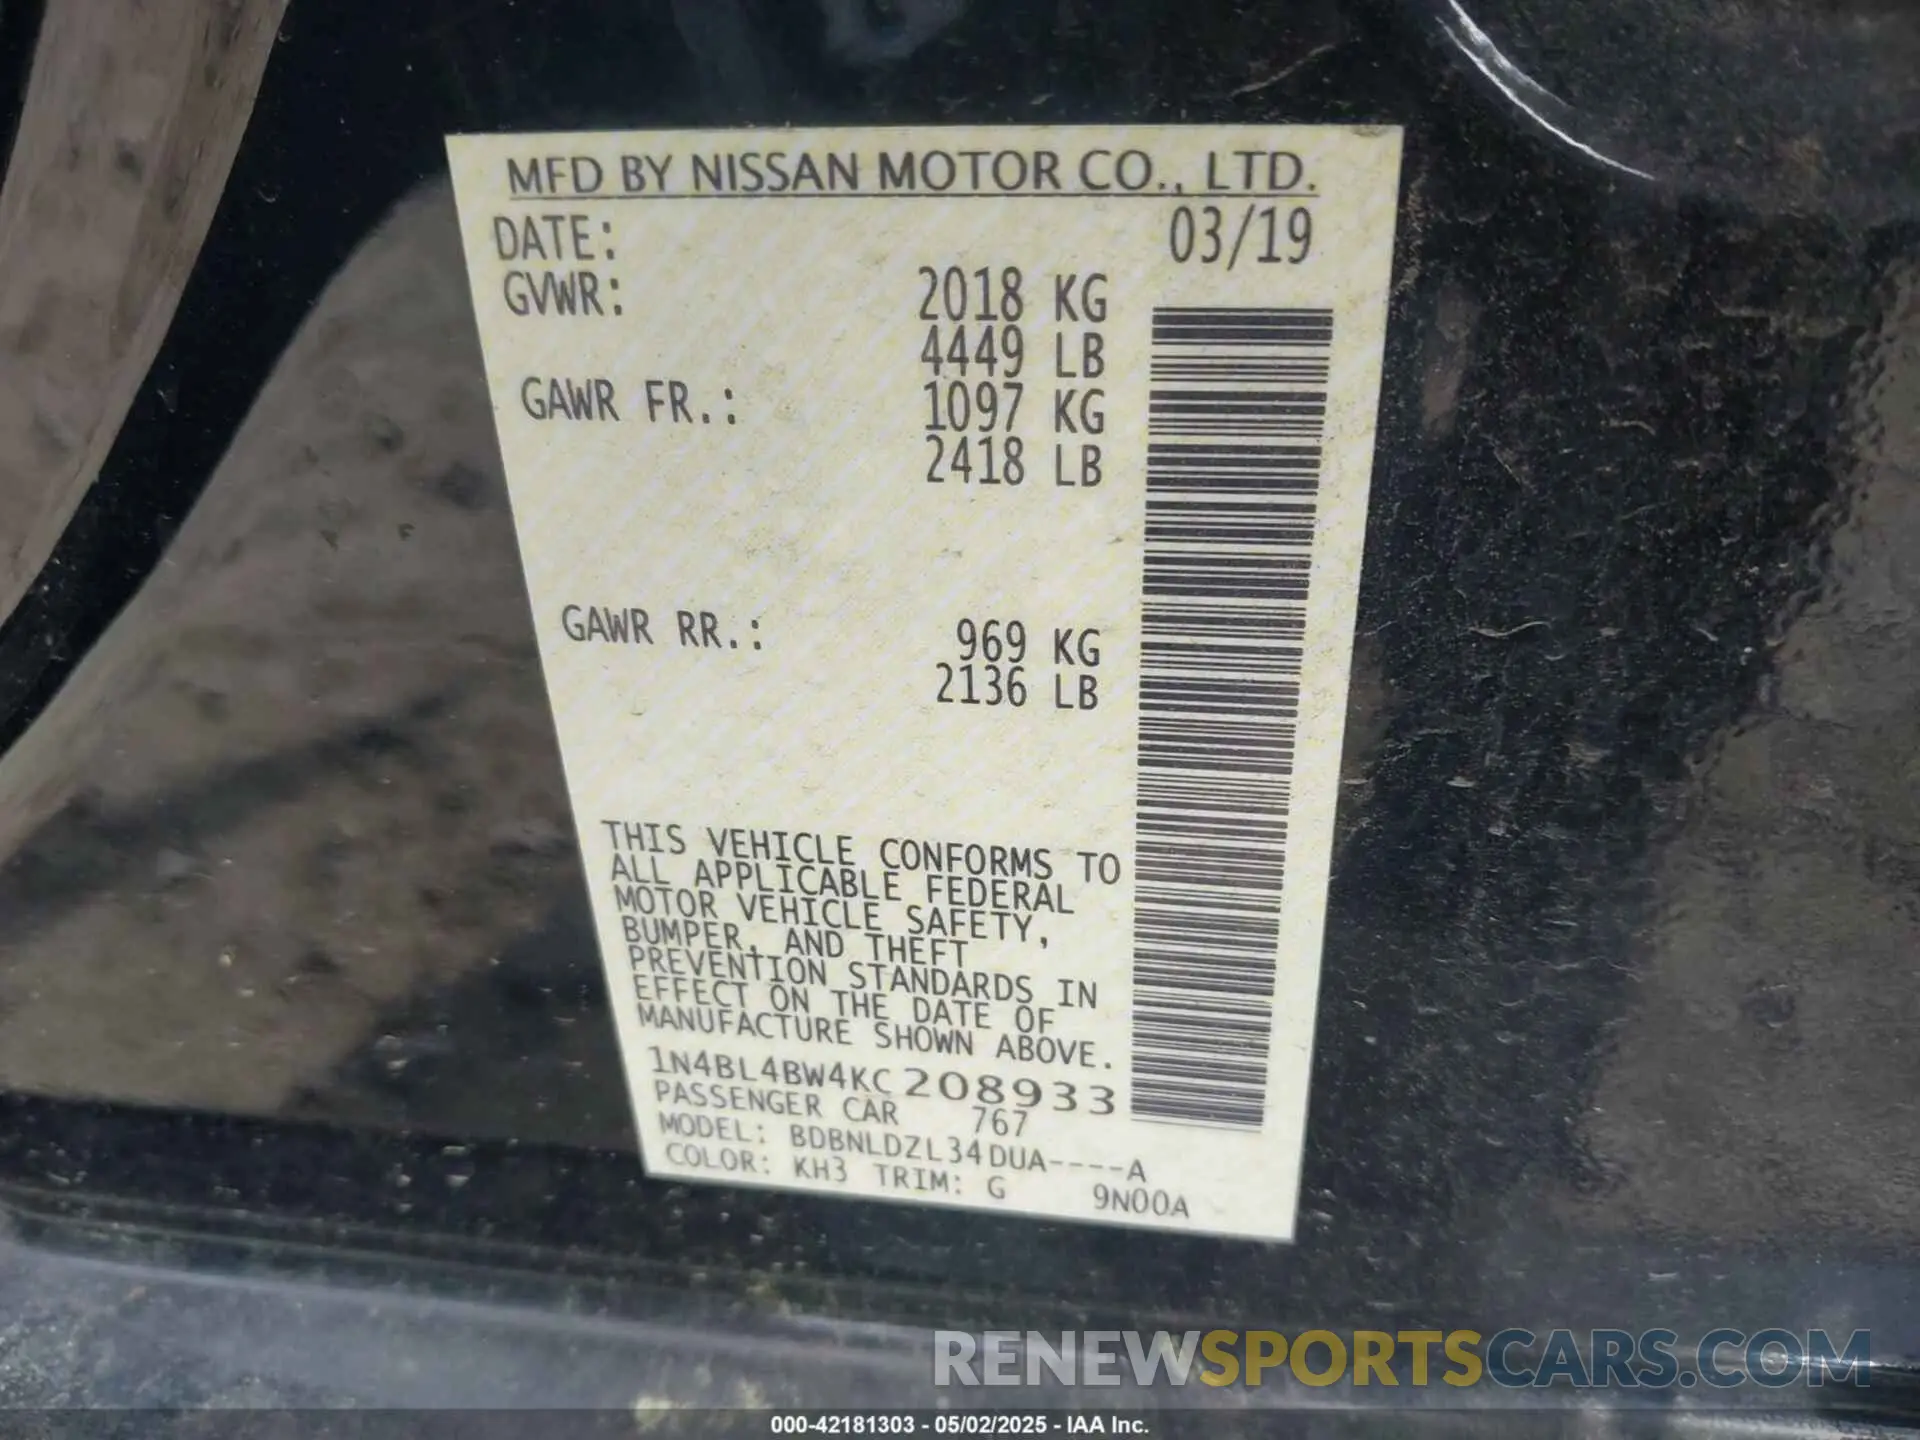 MFD BY NISSAN MOTOR CO., LTD.
DATE: 03/19
GVWR: 2018 KG
4449 LB
GAWR FR.: 1097 KG
2418 LB
GAWR RR.: 969 KG
2136 LB
THIS VEHICLE CONFORMS TO
ALL APPLICABLE FEDERAL
MOTOR VEHICLE SAFETY,
BUMPER, AND THEFT
PREVENTION STANDARDS IN
EFFECT ON THE DATE OF
MANUFACTURE SHOWN ABOVE.
1N4BL4BW4KC208933
PASSENGER CAR 767
MODEL: BDBNLDZL34DUA----A
COLOR: KH3 TRIM: G 9N00A
RENEWSPORTSCARS.COM
000-42181303 - 05/02/2025 - IAA Inc.